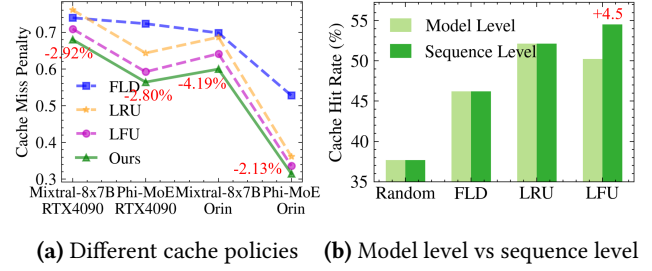 Cache Miss Penalty
0.7
0.6
0.5
0.4
0.3
-2.92%
-2.80%
-4.19%
-2.13%
FLD
LRU
LFU
Ours
Mixtral-8x7B Phi-MoE Mixtral-8x7B Phi-MoE
RTX4090 RTX4090 Orin Orin
(a) Different cache policies
Cache Hit Rate (%)
55
50
45
40
35
+4.5
Model Level
Sequence Level
Random FLD LRU LFU
(b) Model level vs sequence level